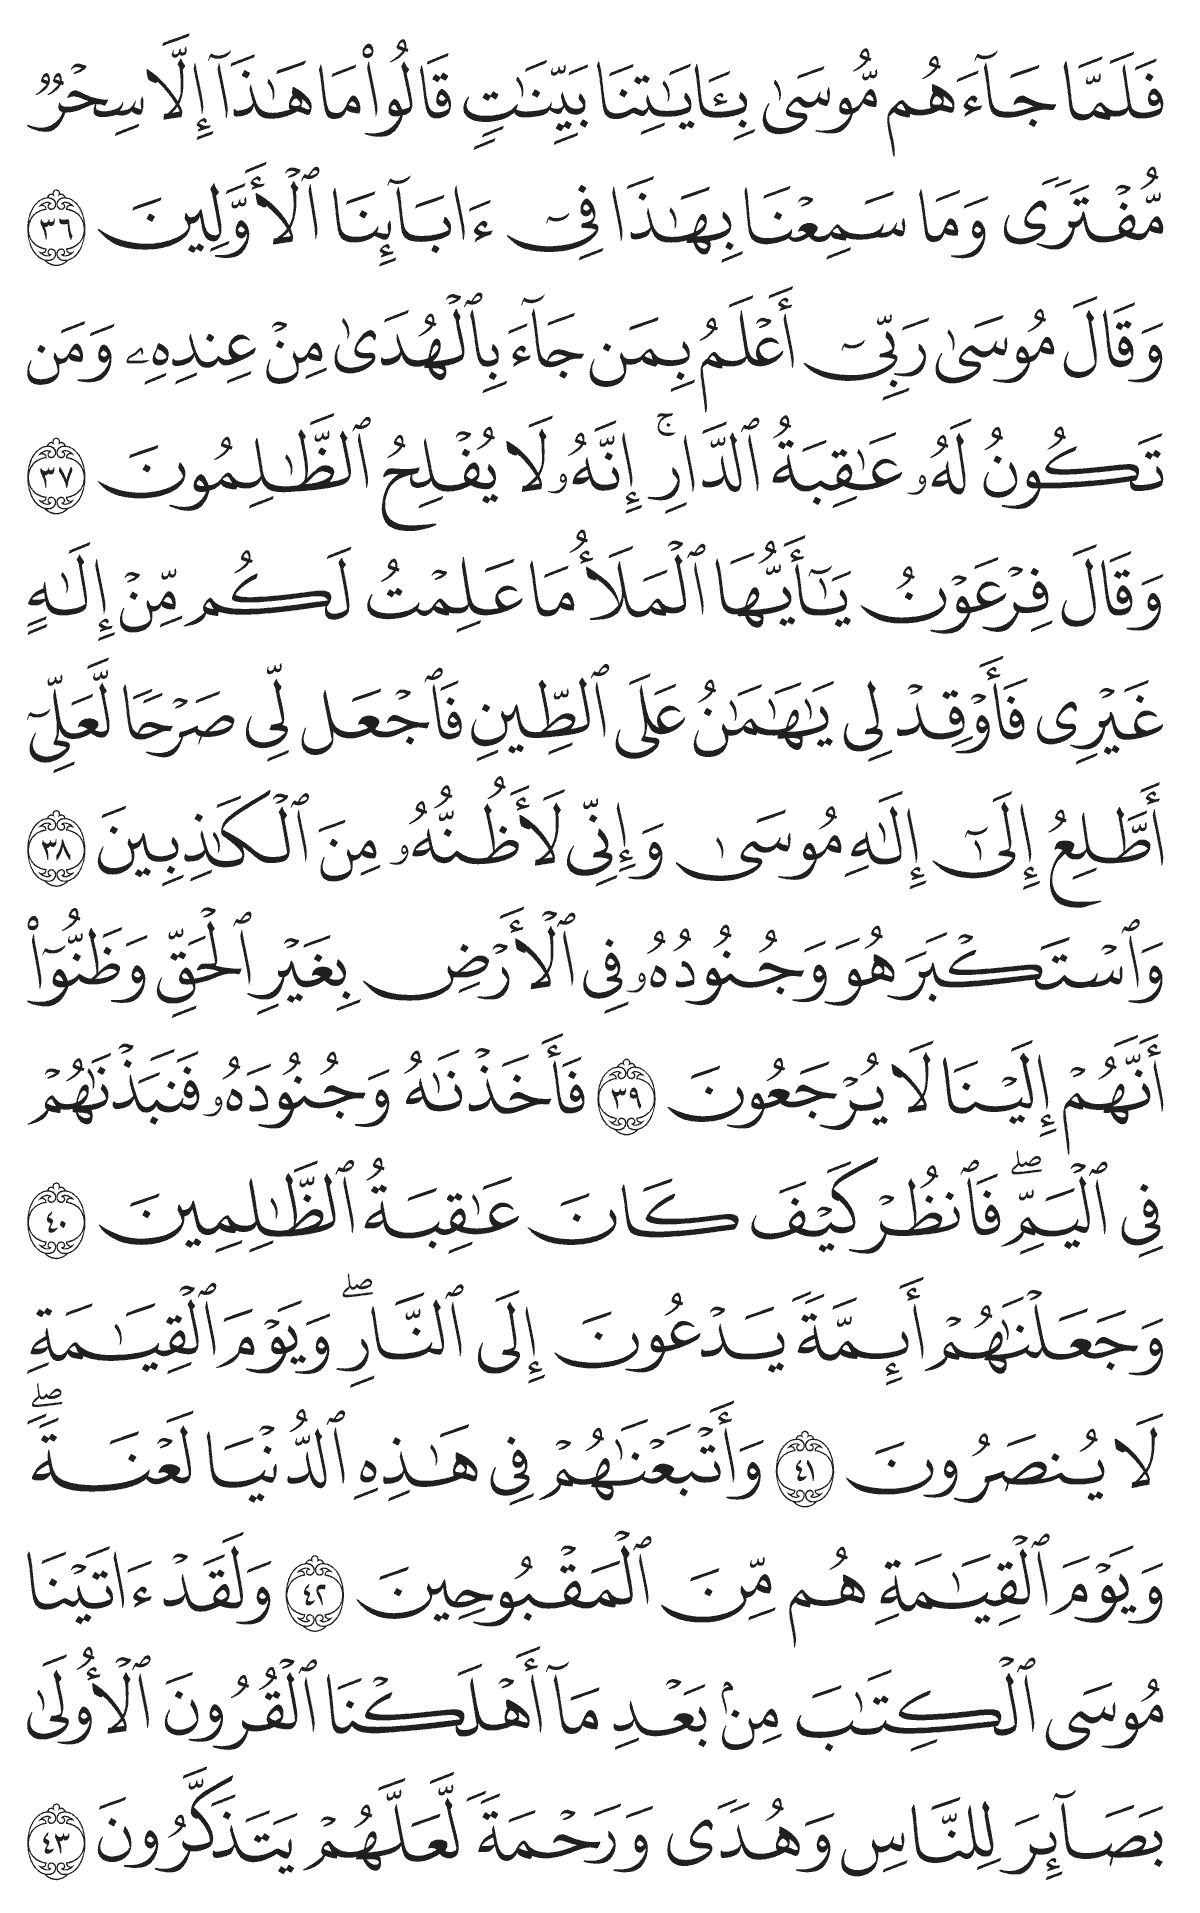 فَلَمَّا جَآءَهُم مُّوسَىٰ بِـَٔايَٰتِنَا بَيِّنَٰتٍ قَالُوا۟ مَا هَٰذَآ إِلَّا سِحْرٌ
مُّفْتَرًى وَمَا سَمِعْنَا بِهَٰذَا فِىٓ ءَابَآئِنَا ٱلْأَوَّلِينَ ٣٦
وَقَالَ مُوسَىٰ رَبِّىٓ أَعْلَمُ بِمَن جَآءَ بِٱلْهُدَىٰ مِنْ عِندِهِۦ وَمَن
تَكُونُ لَهُۥ عَٰقِبَةُ ٱلدَّارِ ۚ إِنَّهُۥ لَا يُفْلِحُ ٱلظَّٰلِمُونَ ٣٧
وَقَالَ فِرْعَوْنُ يَٰٓأَيُّهَا ٱلْمَلَأُ مَا عَلِمْتُ لَكُم مِّنْ إِلَٰهٍ
غَيْرِى فَأَوْقِدْ لِى يَٰهَٰمَٰنُ عَلَى ٱلطِّينِ فَٱجْعَل لِّى صَرْحًا لَّعَلِّىٓ
أَطَّلِعُ إِلَىٰٓ إِلَٰهِ مُوسَىٰ وَإِنِّى لَأَظُنُّهُۥ مِنَ ٱلْكَٰذِبِينَ ٣٨
وَٱسْتَكْبَرَ هُوَ وَجُنُودُهُۥ فِى ٱلْأَرْضِ بِغَيْرِ ٱلْحَقِّ وَظَنُّوٓا۟
أَنَّهُمْ إِلَيْنَا لَا يُرْجَعُونَ ٣٩ فَأَخَذْنَٰهُ وَجُنُودَهُۥ فَنَبَذْنَٰهُمْ
فِى ٱلْيَمِّ ۖ فَٱنظُرْ كَيْفَ كَانَ عَٰقِبَةُ ٱلظَّٰلِمِينَ ٤٠
وَجَعَلْنَٰهُمْ أَئِمَّةً يَدْعُونَ إِلَى ٱلنَّارِ ۖ وَيَوْمَ ٱلْقِيَٰمَةِ
لَا يُنصَرُونَ ٤١ وَأَتْبَعْنَٰهُمْ فِى هَٰذِهِ ٱلدُّنْيَا لَعْنَةً ۖ
وَيَوْمَ ٱلْقِيَٰمَةِ هُم مِّنَ ٱلْمَقْبُوحِينَ ٤٢ وَلَقَدْ ءَاتَيْنَا
مُوسَى ٱلْكِتَٰبَ مِنۢ بَعْدِ مَآ أَهْلَكْنَا ٱلْقُرُونَ ٱلْأُولَىٰ
بَصَآئِرَ لِلنَّاسِ وَهُدًى وَرَحْمَةً لَّعَلَّهُمْ يَتَذَكَّرُونَ ٤٣